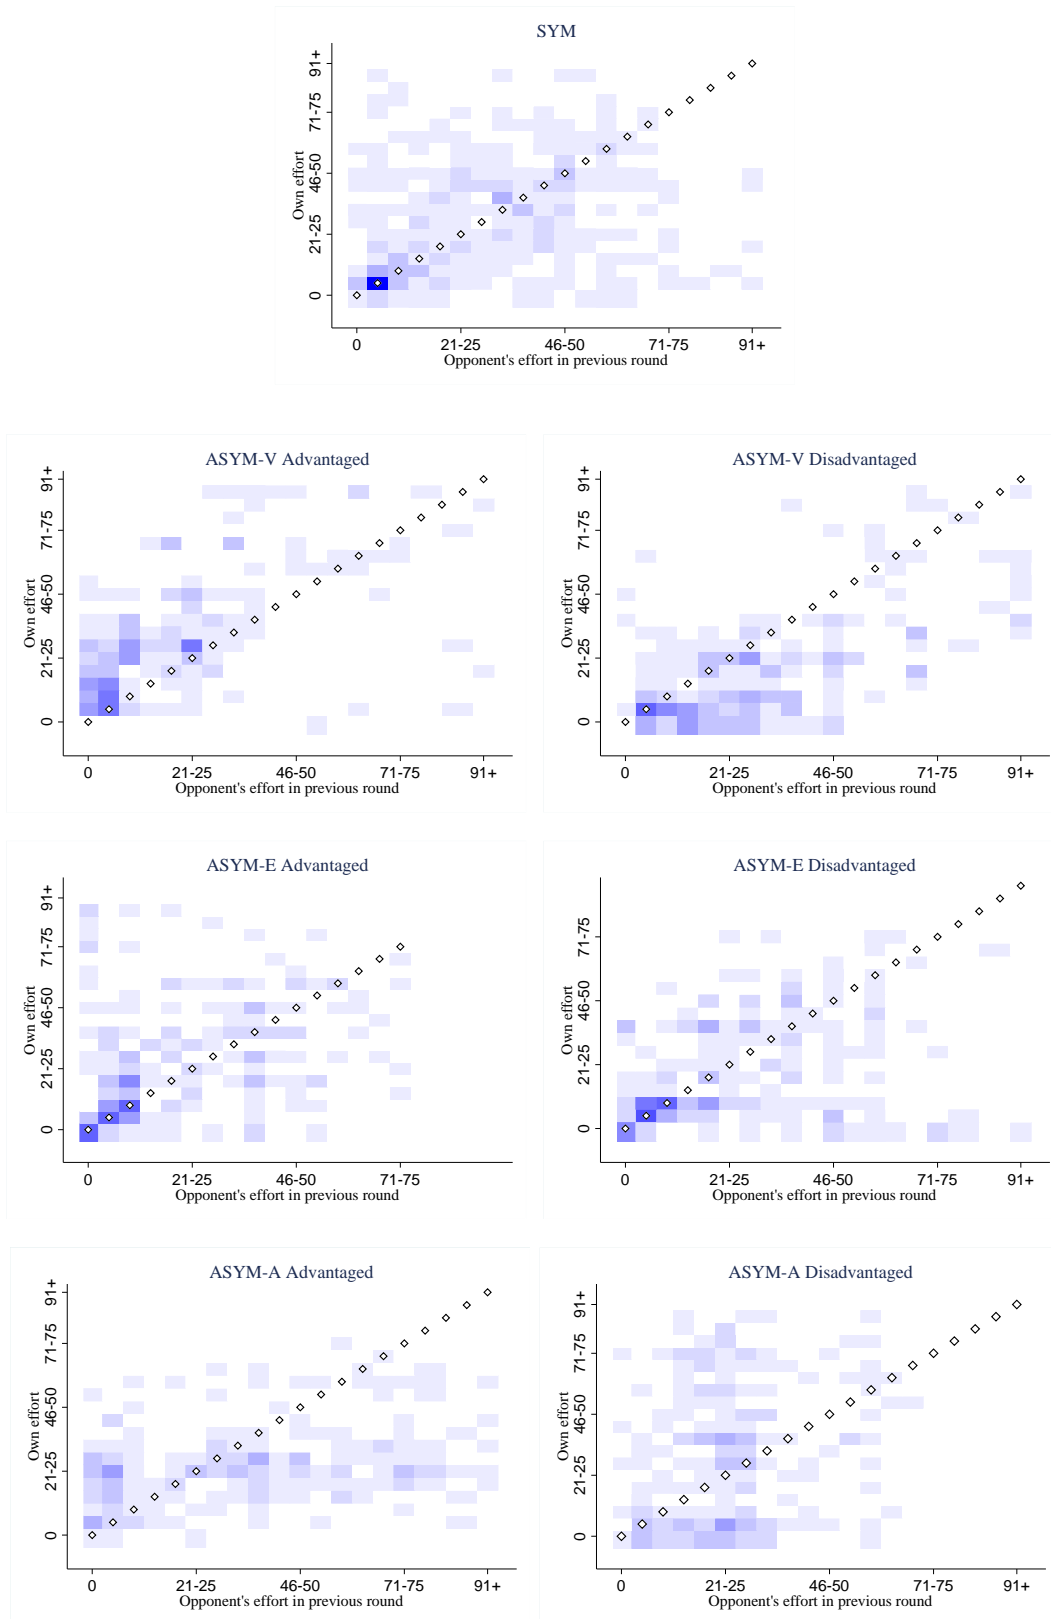 SYM
Own effort
91+
71-75
46-50
21-25
0
0 21-25 46-50 71-75 91+
Opponent's effort in previous round
ASYM-V Advantaged
Own effort
91+
71-75
46-50
21-25
0
0 21-25 46-50 71-75 91+
Opponent's effort in previous round
ASYM-V Disadvantaged
Own effort
91+
71-75
46-50
21-25
0
0 21-25 46-50 71-75 91+
Opponent's effort in previous round
ASYM-E Advantaged
Own effort
91+
71-75
46-50
21-25
0
0 21-25 46-50 71-75
Opponent's effort in previous round
ASYM-E Disadvantaged
Own effort
71-75
46-50
21-25
0
0 21-25 46-50 71-75 91+
Opponent's effort in previous round
ASYM-A Advantaged
Own effort
91+
71-75
46-50
21-25
0
0 21-25 46-50 71-75 91+
Opponent's effort in previous round
ASYM-A Disadvantaged
Own effort
91+
71-75
46-50
21-25
0
0 21-25 46-50 71-75 91+
Opponent's effort in previous round